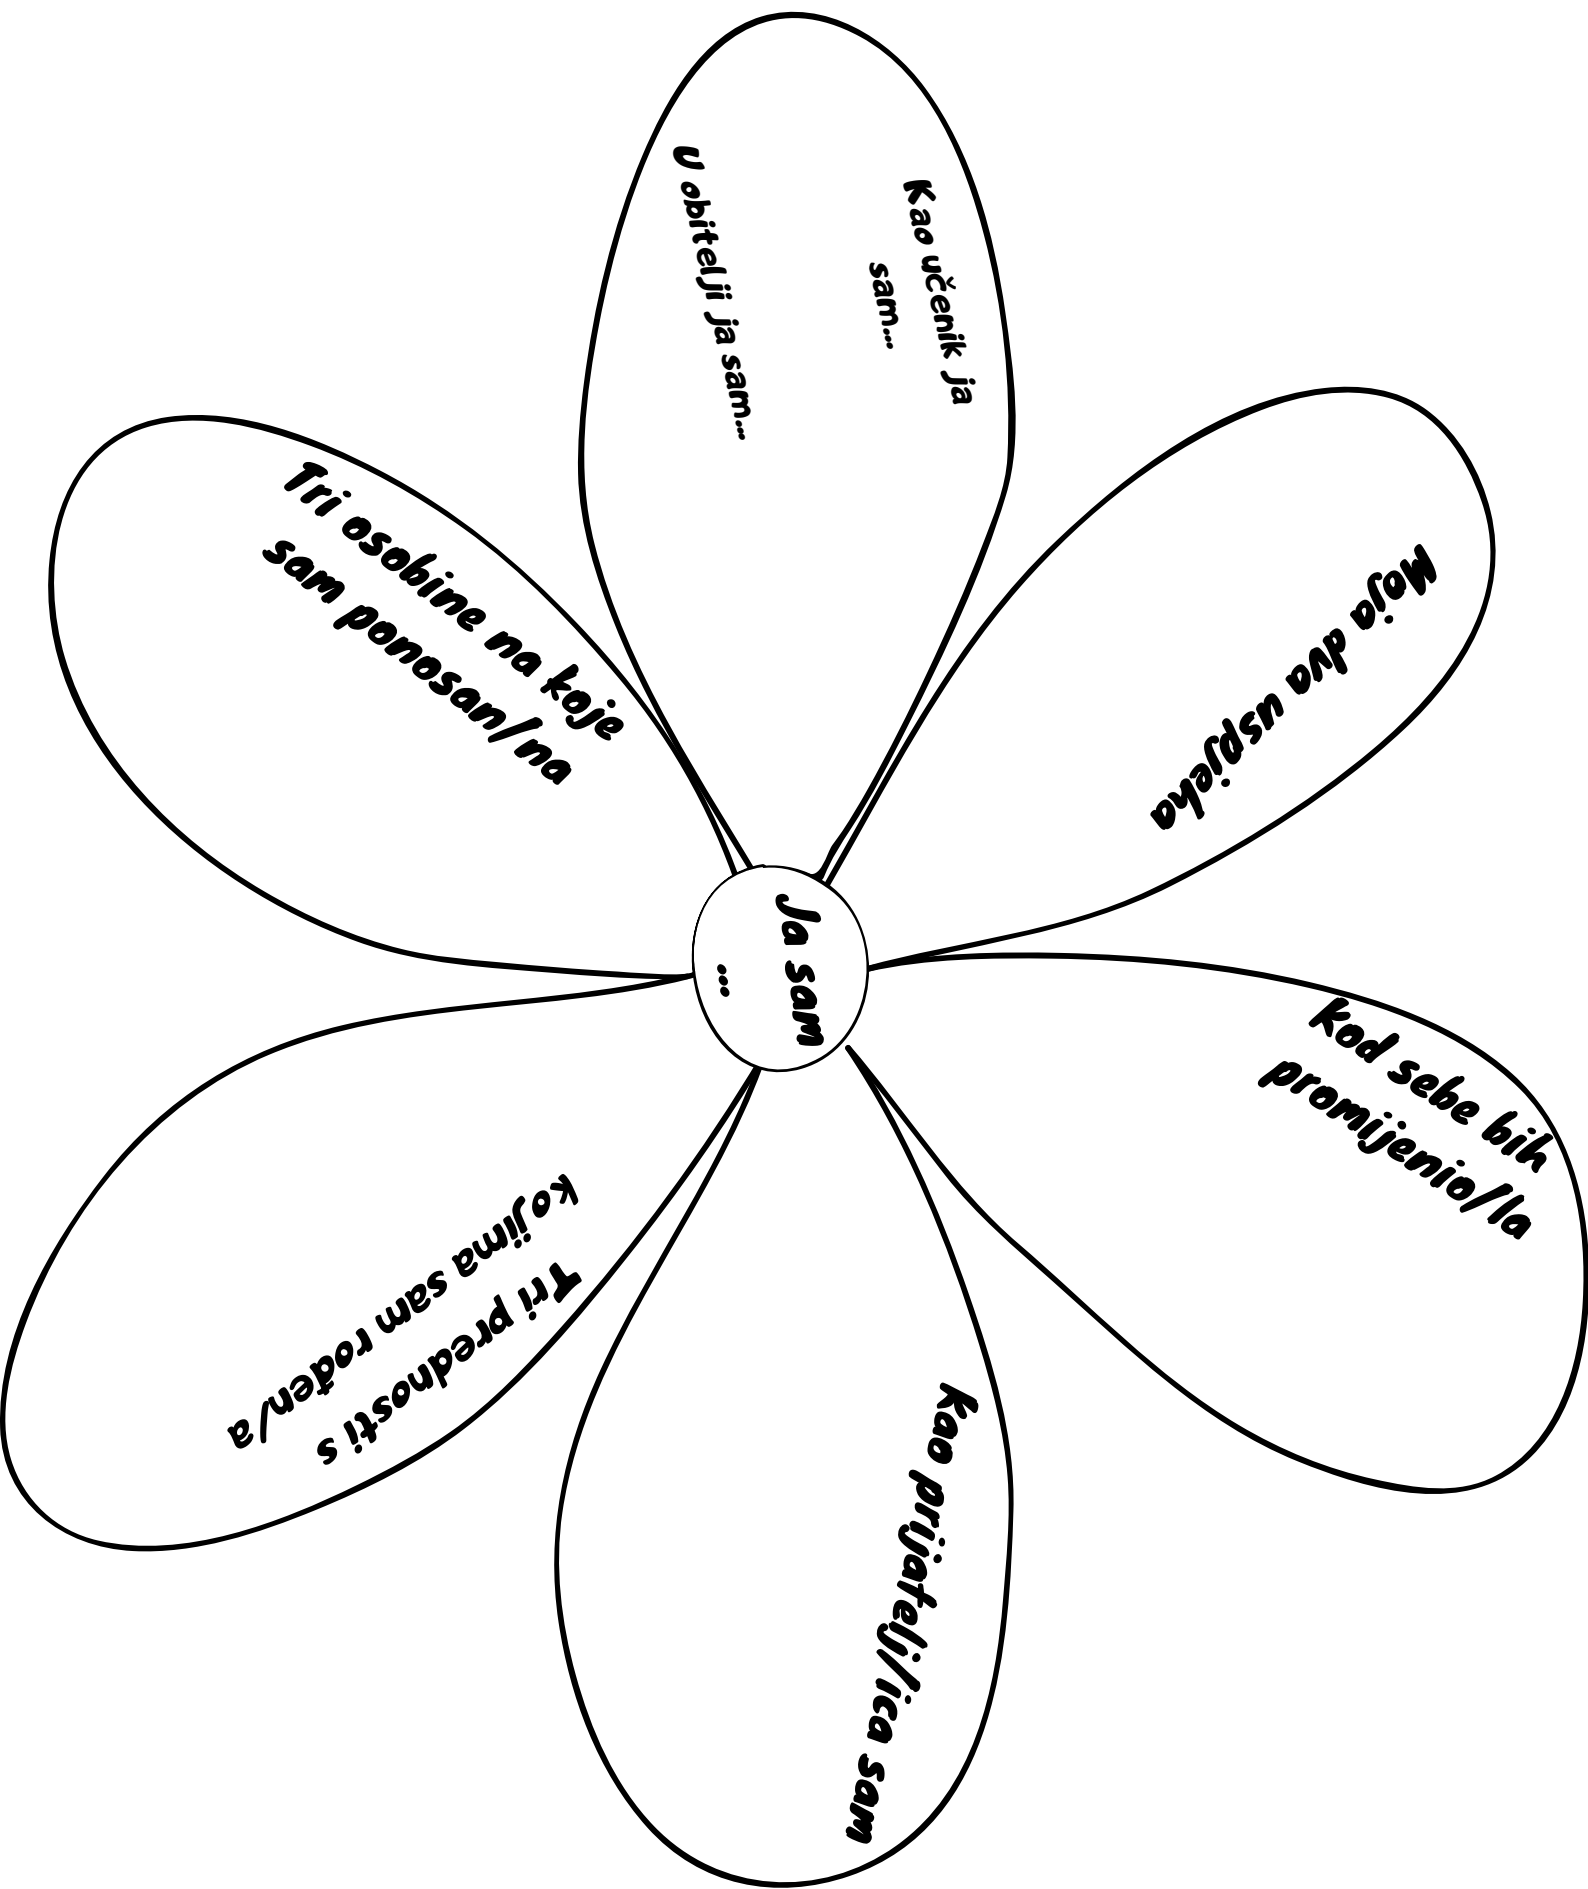 Ja sam
...
U obitelji ja sam...
Kao učenik ja
sam...
Moja dva uspjeha
Kod sebe bih
promijenio/la
Kao prijatelj/ica sam
Tri prednosti s
kojima sam rođen/a
Tri osobine na koje
sam ponosan/na